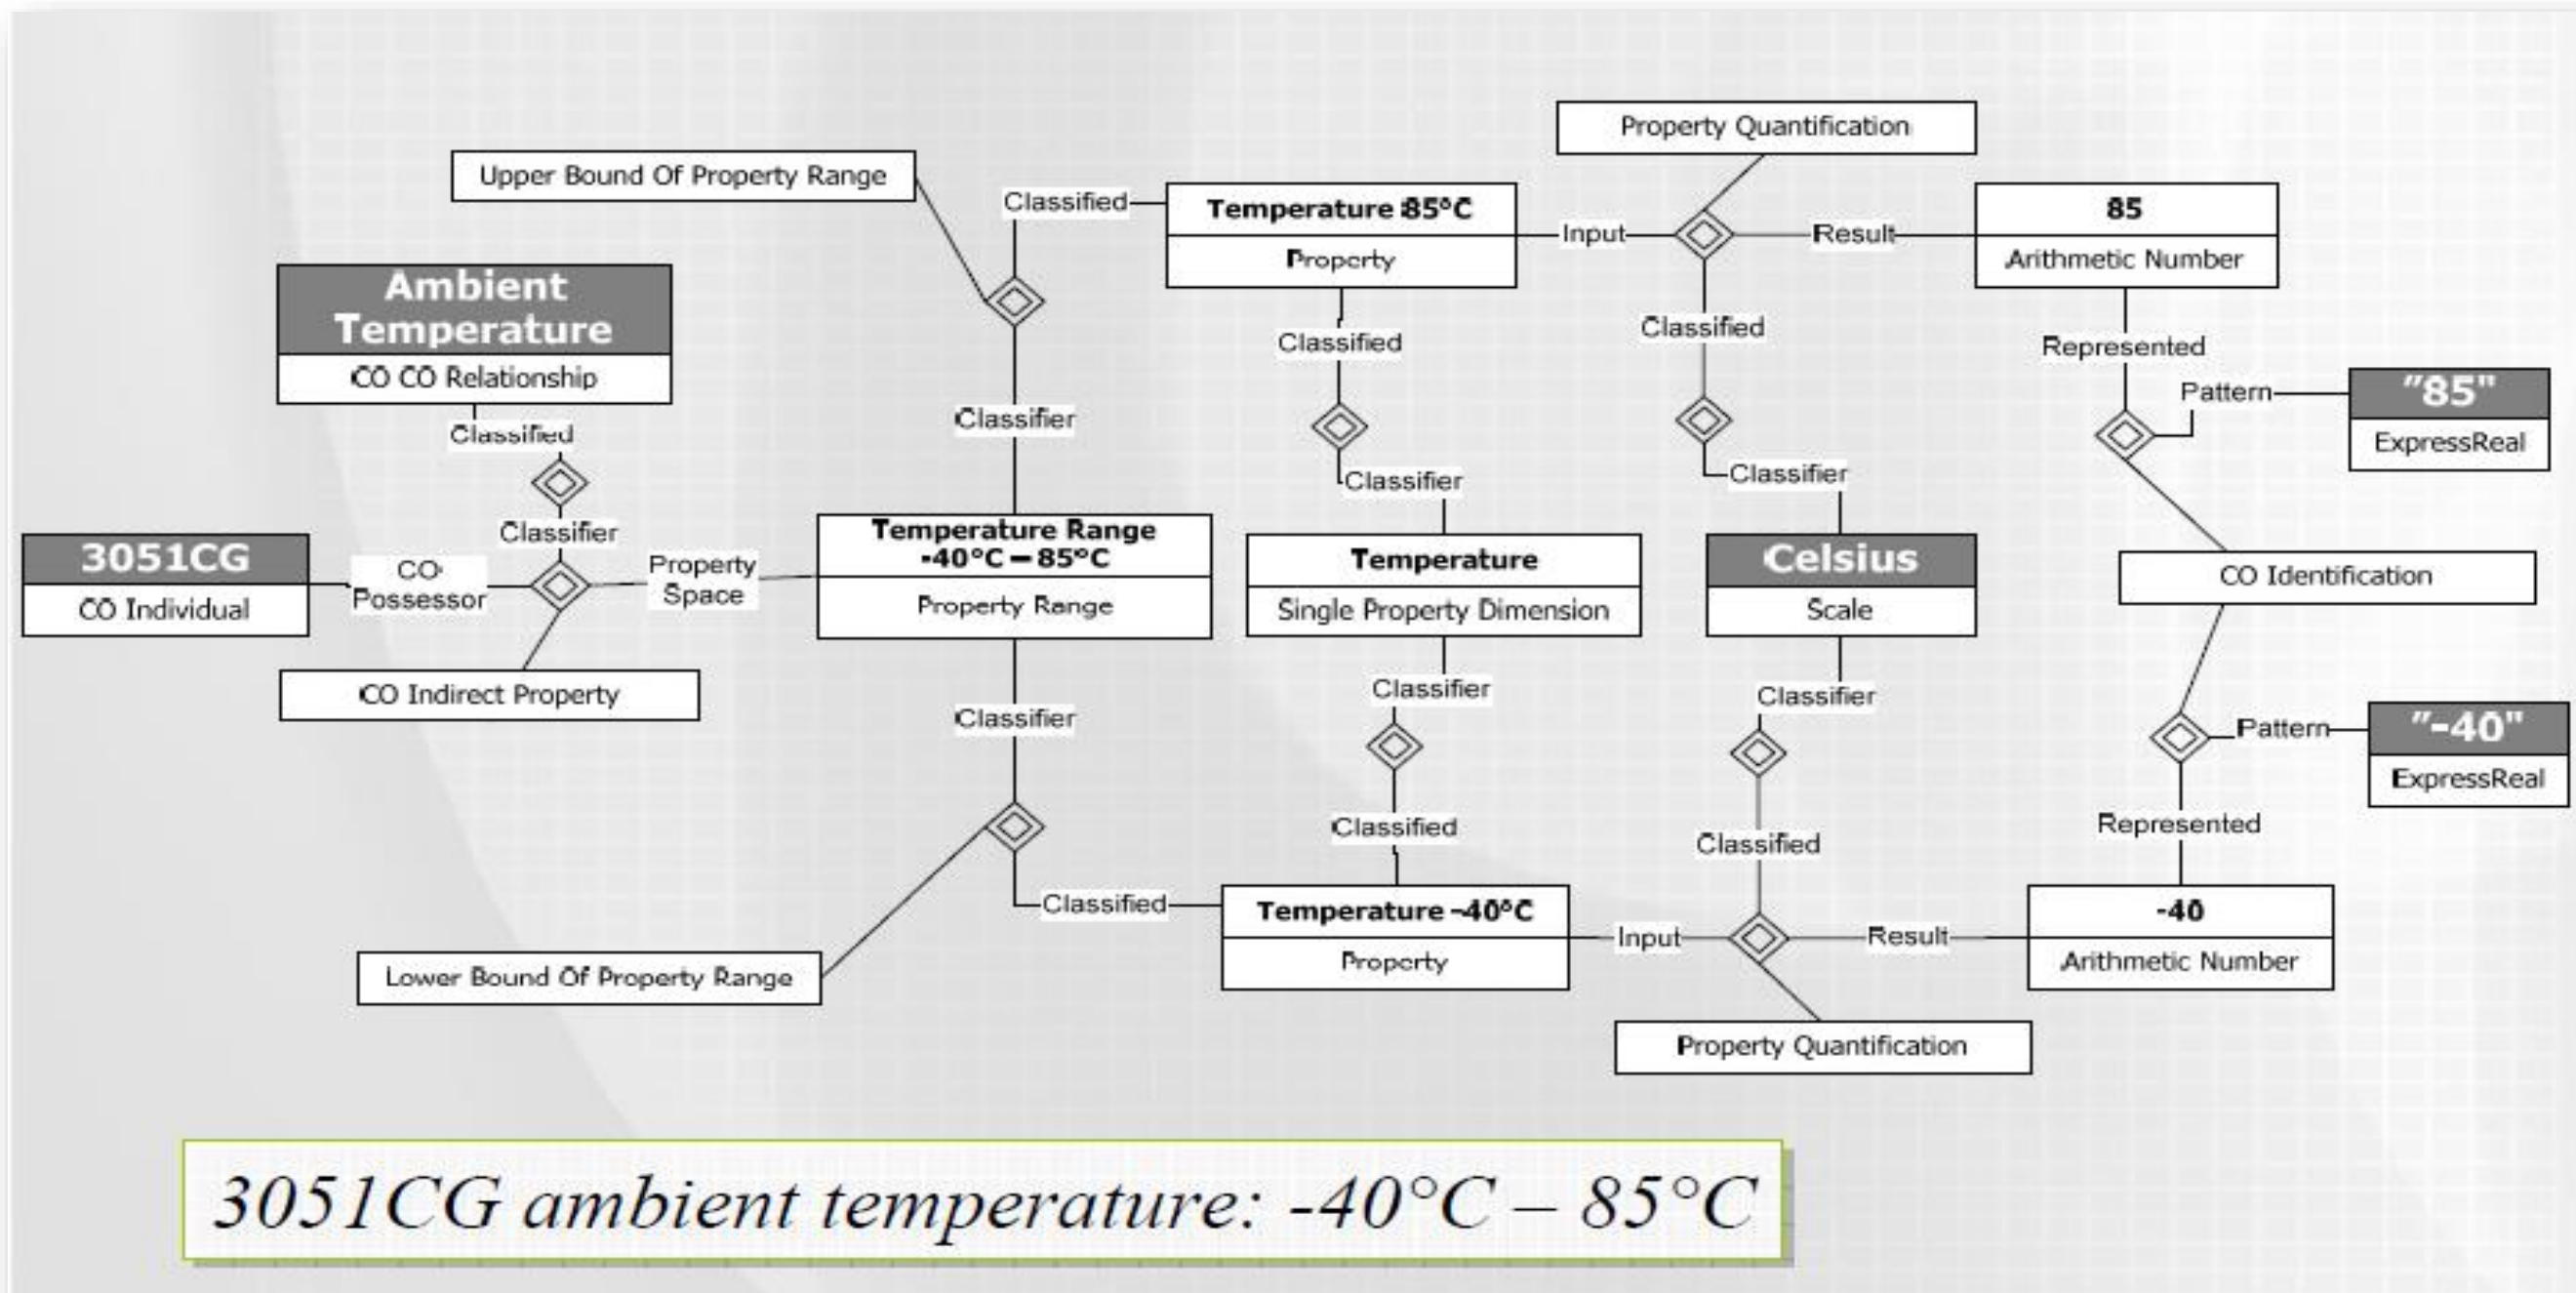 Property Quantification
Upper Bound Of Property Range
Classified
Temperature 85°C
Property
Input
Result
85
Arithmetic Number
Ambient
Temperature
CO CO Relationship
Classified
Classified
Classified
Represented
Pattern
"85"
ExpressReal
Classifier
Classifier
Classifier
Classifier
3051CG
CO Individual
CO
Possessor
Property
Space
Temperature Range
-40°C – 85°C
Property Range
Temperature
Single Property Dimension
Celsius
Scale
CO Identification
CO Indirect Property
Classifier
Classifier
Classifier
Pattern
"-40"
ExpressReal
Classified
Classified
Represented
Classified
Temperature -40°C
Property
Input
Result
-40
Arithmetic Number
Lower Bound Of Property Range
Property Quantification
3051CG ambient temperature: -40°C – 85°C